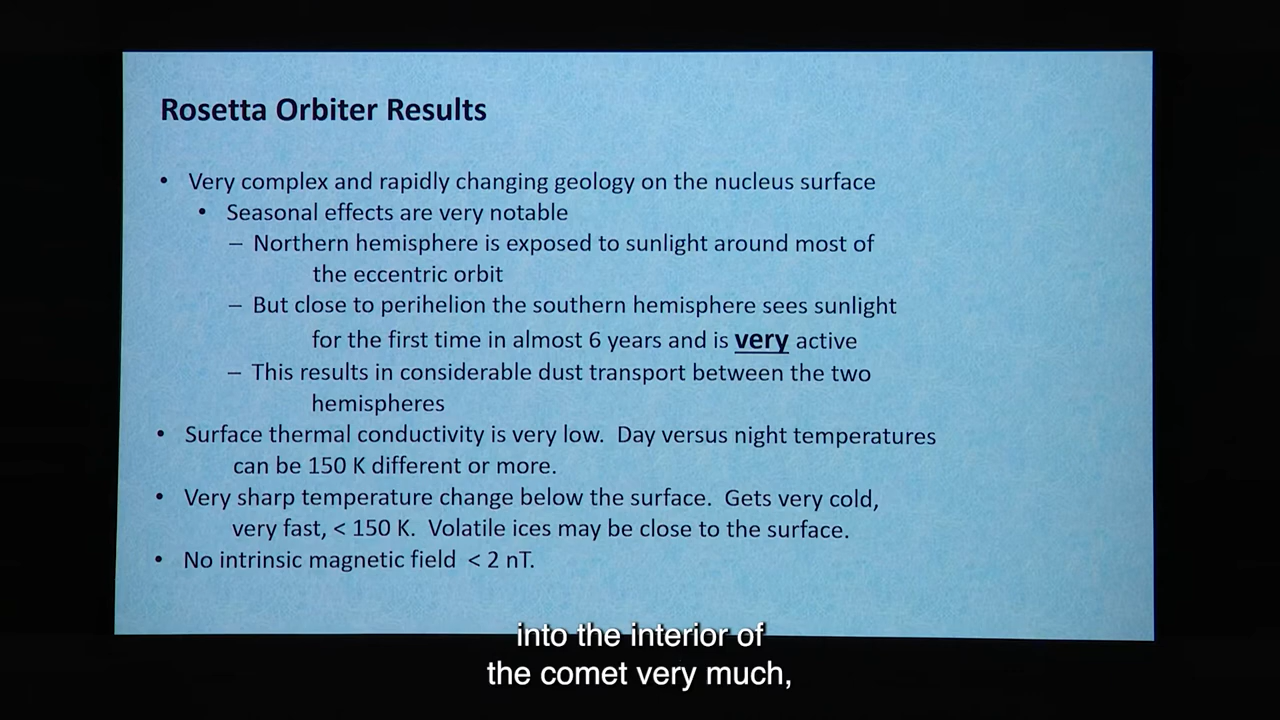 Rosetta Orbiter Results
• Very complex and rapidly changing geology on the nucleus surface
• Seasonal effects are very notable
– Northern hemisphere is exposed to sunlight around most of
the eccentric orbit
– But close to perihelion the southern hemisphere sees sunlight
for the first time in almost 6 years and is very active
– This results in considerable dust transport between the two
hemispheres
• Surface thermal conductivity is very low. Day versus night temperatures
can be 150 K different or more.
• Very sharp temperature change below the surface. Gets very cold,
very fast, < 150 K. Volatile ices may be close to the surface.
• No intrinsic magnetic field < 2 nT.
into the interior of
the comet very much,